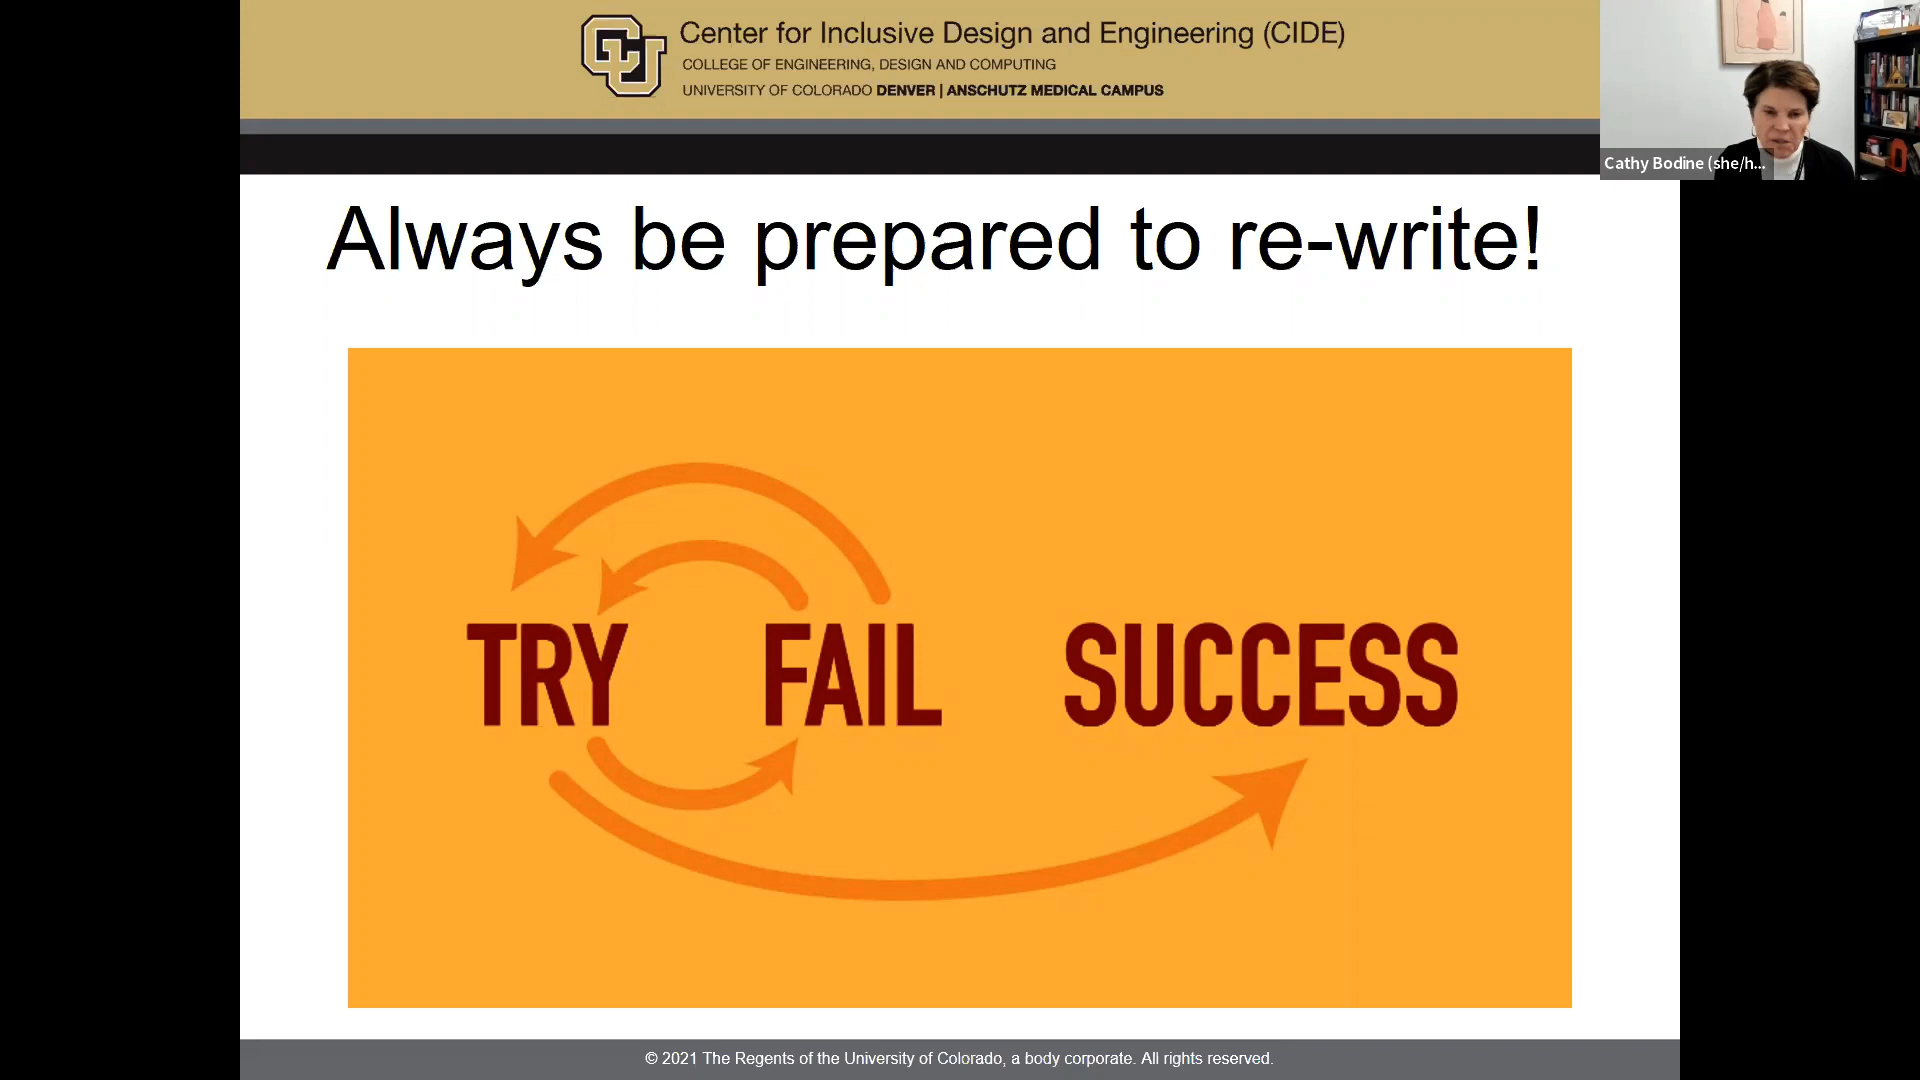 Center for Inclusive Design and Engineering (CIDE)
COLLEGE OF ENGINEERING, DESIGN AND COMPUTING
UNIVERSITY OF COLORADO DENVER | ANSCHUTZ MEDICAL CAMPUS
Cathy Bodine (she/h...
Always be prepared to re-write!
TRY FAIL SUCCESS
© 2021 The Regents of the University of Colorado, a body corporate. All rights reserved.